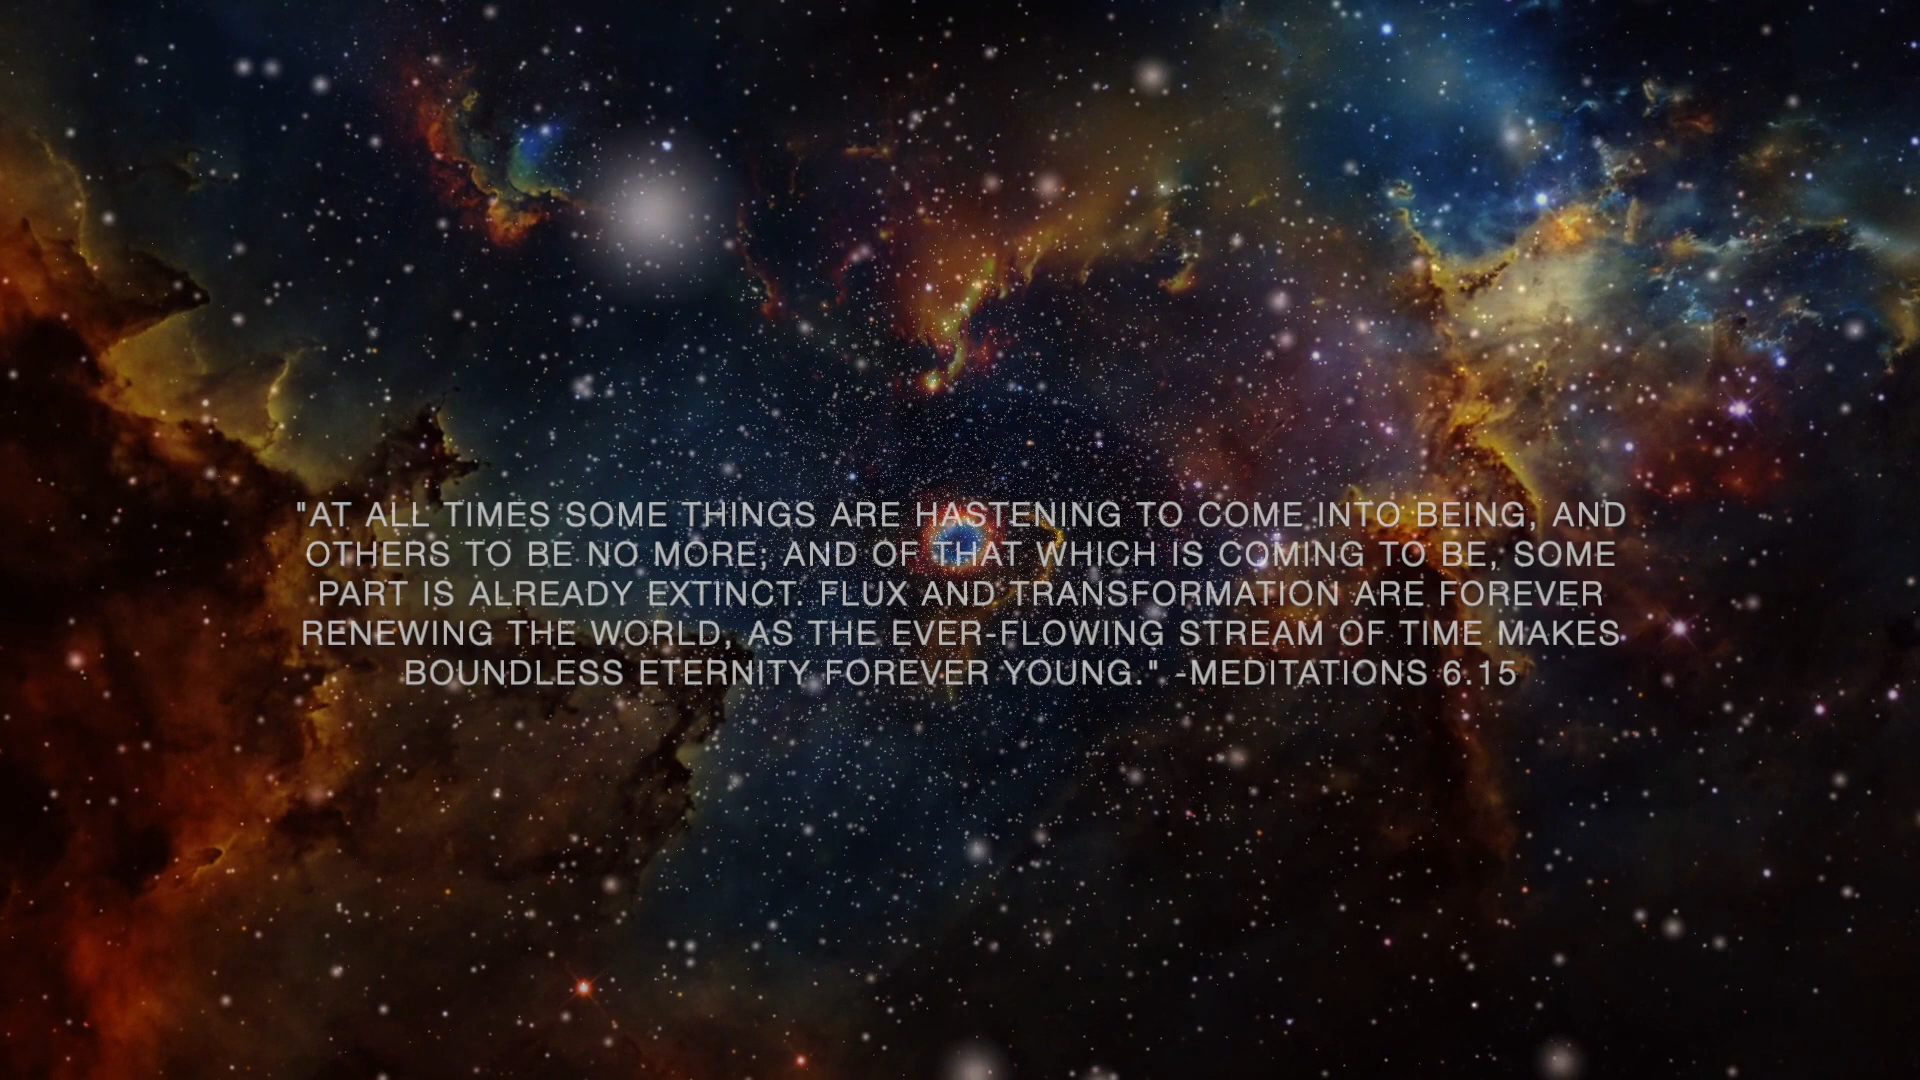 "AT ALL TIMES SOME THINGS ARE HASTENING TO COME INTO BEING, AND
OTHERS TO BE NO MORE; AND OF THAT WHICH IS COMING TO BE, SOME
PART IS ALREADY EXTINCT. FLUX AND TRANSFORMATION ARE FOREVER
RENEWING THE WORLD, AS THE EVER-FLOWING STREAM OF TIME MAKES
BOUNDLESS ETERNITY FOREVER YOUNG." -MEDITATIONS 6.15